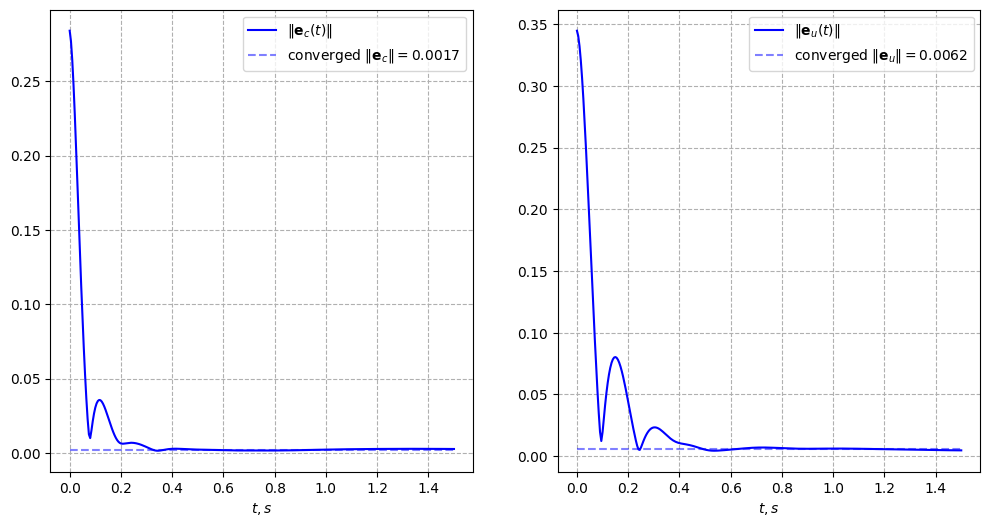 ‖e_c(t)‖
converged ‖e_c‖ = 0.0017
0.25
0.20
0.15
0.10
0.05
0.00
0.0 0.2 0.4 0.6 0.8 1.0 1.2 1.4
t, s
‖e_u(t)‖
converged ‖e_u‖ = 0.0062
0.35
0.30
0.25
0.20
0.15
0.10
0.05
0.00
0.0 0.2 0.4 0.6 0.8 1.0 1.2 1.4
t, s